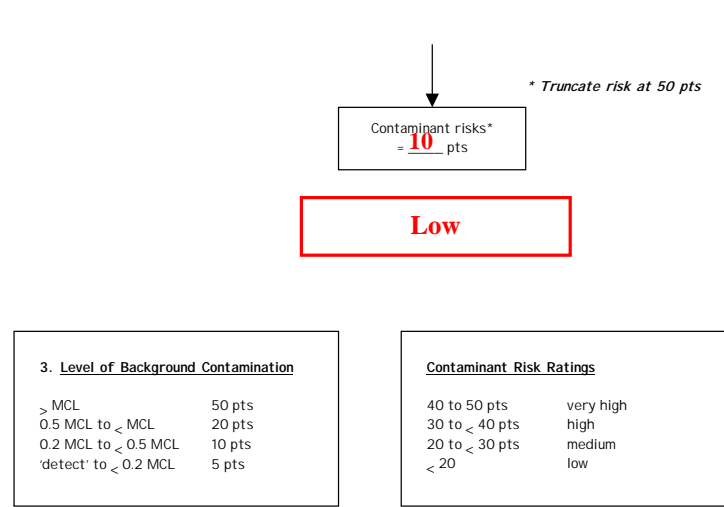 * Truncate risk at 50 pts
Contaminant risks*
= 10 pts
Low
3. Level of Background Contamination
> MCL 50 pts
0.5 MCL to < MCL 20 pts
0.2 MCL to < 0.5 MCL 10 pts
'detect' to < 0.2 MCL 5 pts
Contaminant Risk Ratings
40 to 50 pts very high
30 to < 40 pts high
20 to < 30 pts medium
< 20 low